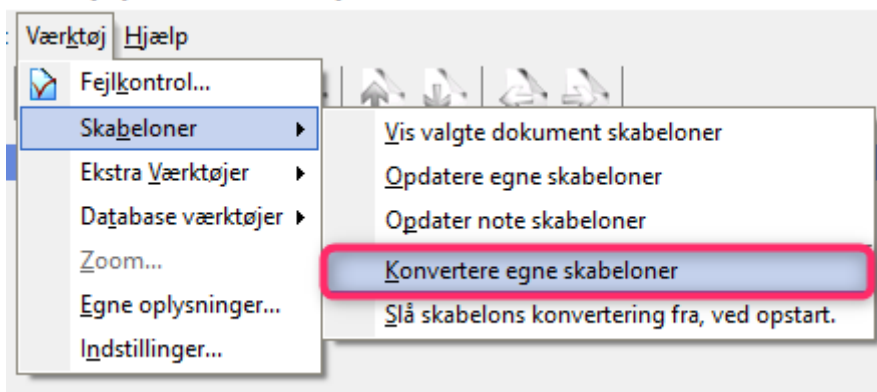 Værktøj Hjælp
Fejlkontrol...
Skabeloner
Ekstra Værktøjer
Database værktøjer
Zoom...
Egne oplysninger...
Indstillinger...
Vis valgte dokument skabeloner
Opdatere egne skabeloner
Opdater note skabeloner
Konvertere egne skabeloner
Slå skabelons konvertering fra, ved opstart.